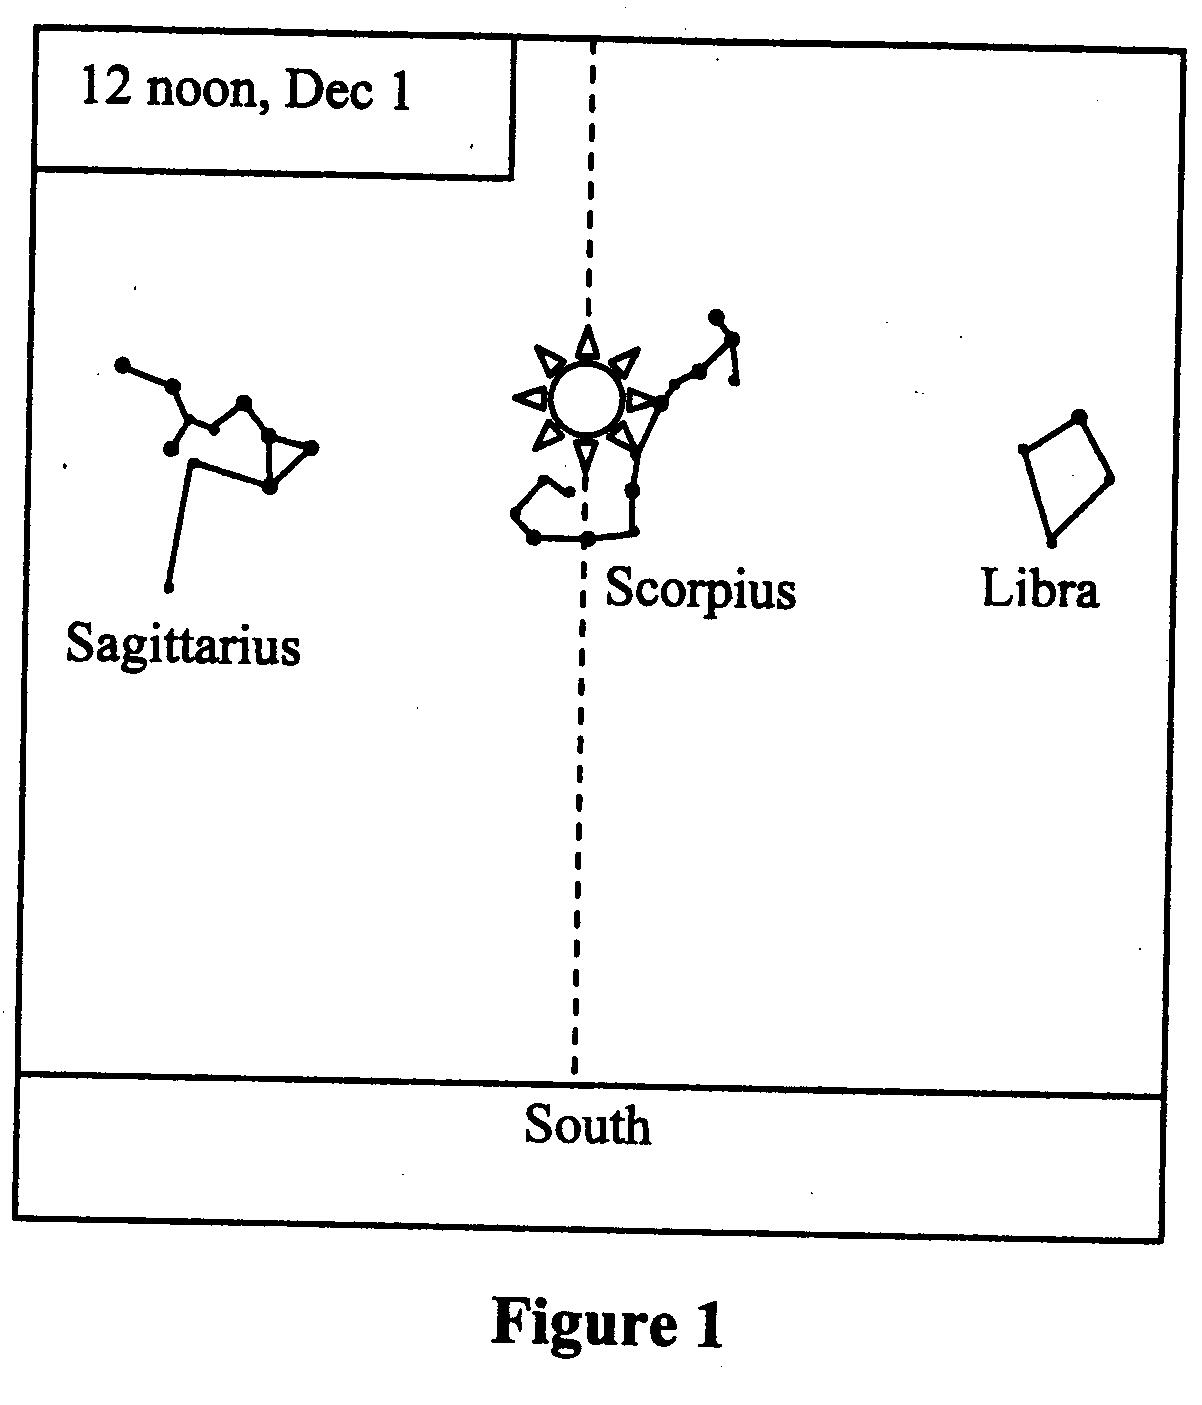 12 noon, Dec 1
Scorpius
Libra
Sagittarius
South
Figure 1